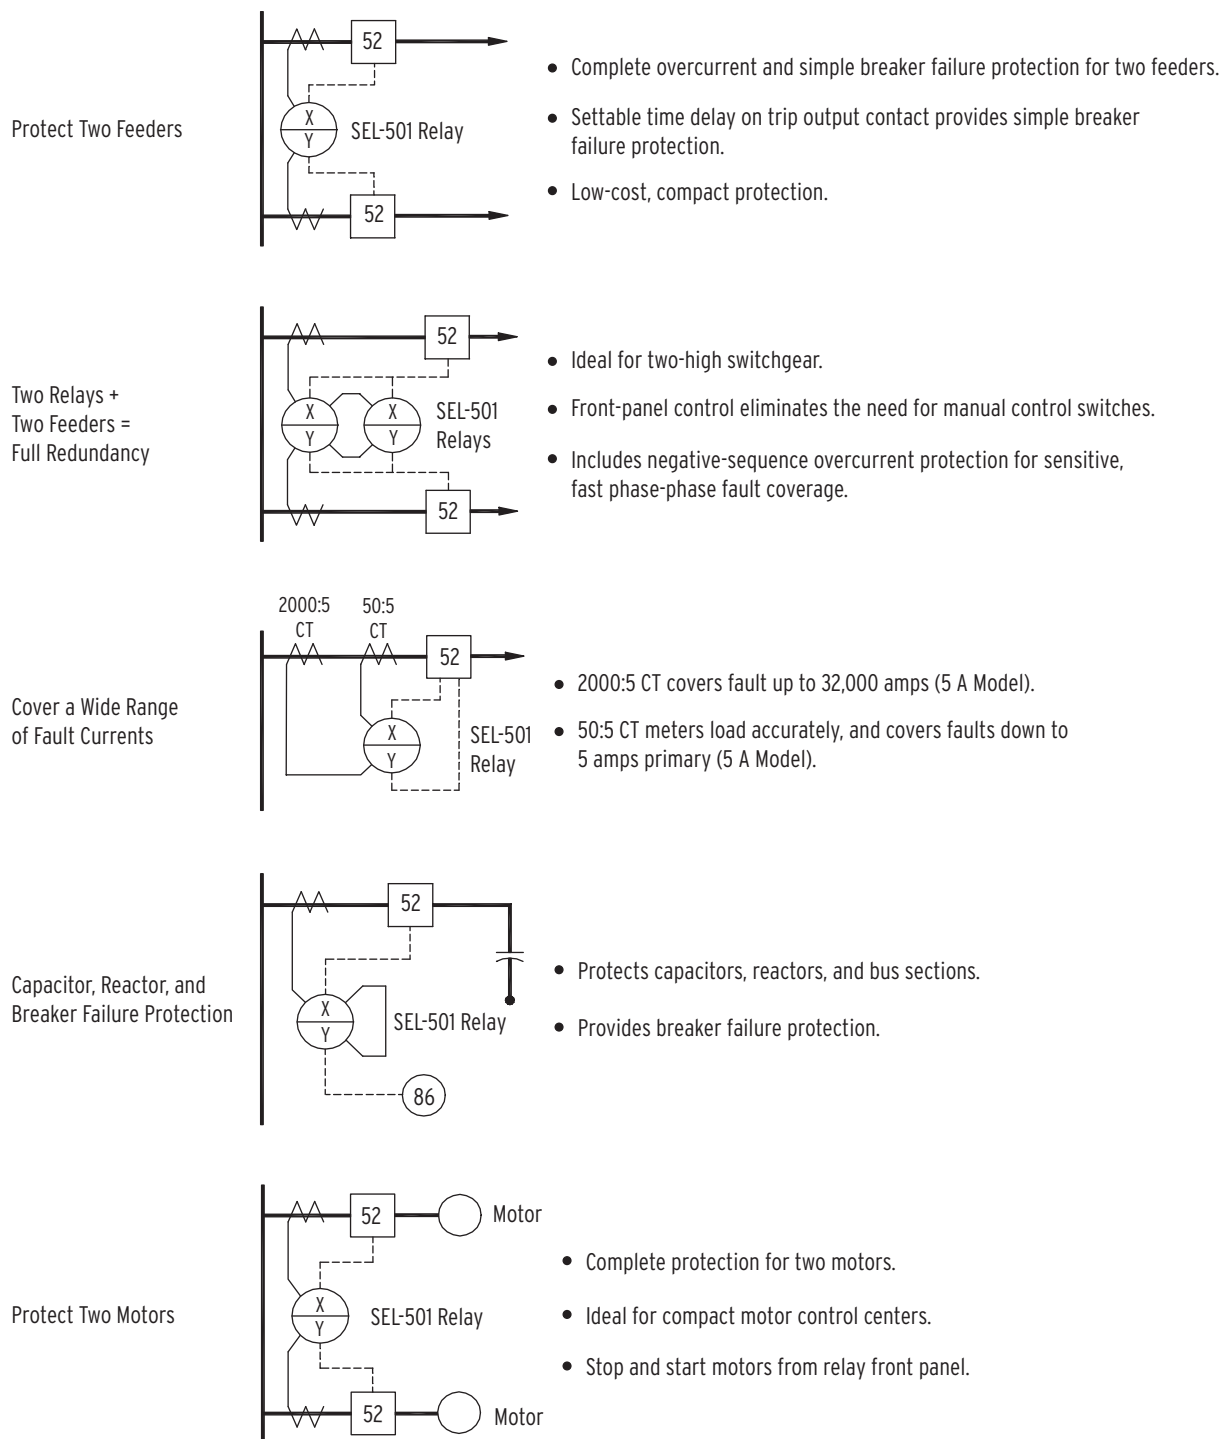 52
• Complete overcurrent and simple breaker failure protection for two feeders.
Protect Two Feeders
X
Y
SEL-501 Relay
• Settable time delay on trip output contact provides simple breaker
failure protection.
• Low-cost, compact protection.
52
52
• Ideal for two-high switchgear.
Two Relays +
Two Feeders =
Full Redundancy
X
Y
X
Y
SEL-501
Relays
• Front-panel control eliminates the need for manual control switches.
• Includes negative-sequence overcurrent protection for sensitive,
fast phase-phase fault coverage.
52
2000:5
CT
50:5
CT
52
Cover a Wide Range
of Fault Currents
X
Y
SEL-501
Relay
• 2000:5 CT covers fault up to 32,000 amps (5 A Model).
• 50:5 CT meters load accurately, and covers faults down to
5 amps primary (5 A Model).
52
Capacitor, Reactor, and
Breaker Failure Protection
X
Y
SEL-501 Relay
• Protects capacitors, reactors, and bus sections.
• Provides breaker failure protection.
86
52
Motor
Protect Two Motors
X
Y
SEL-501 Relay
• Complete protection for two motors.
• Ideal for compact motor control centers.
• Stop and start motors from relay front panel.
52
Motor